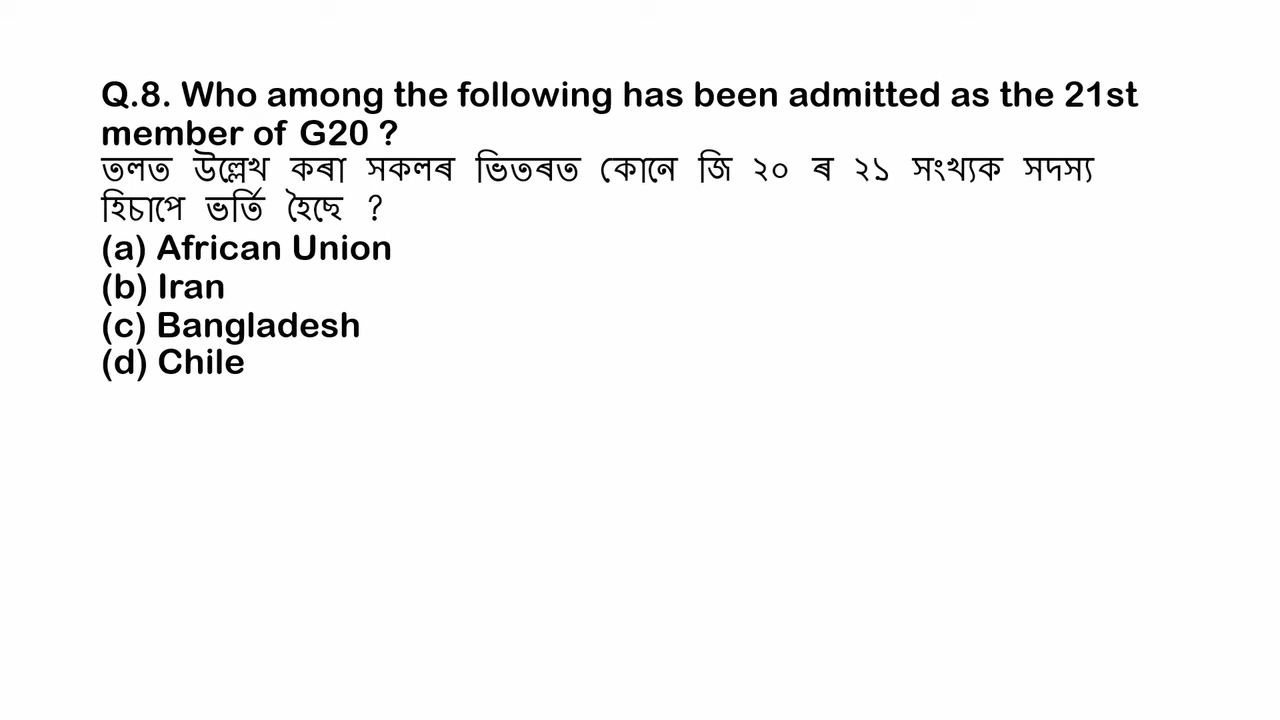 Q.8. Who among the following has been admitted as the 21st
member of G20 ?
তলত উল্লেখ কৰা সকলৰ ভিতৰত কোনে জি ২০ ৰ ২১ সংখ্যক সদস্য
হিচাপে ভৰ্তি হৈছে ?
(a) African Union
(b) Iran
(c) Bangladesh
(d) Chile